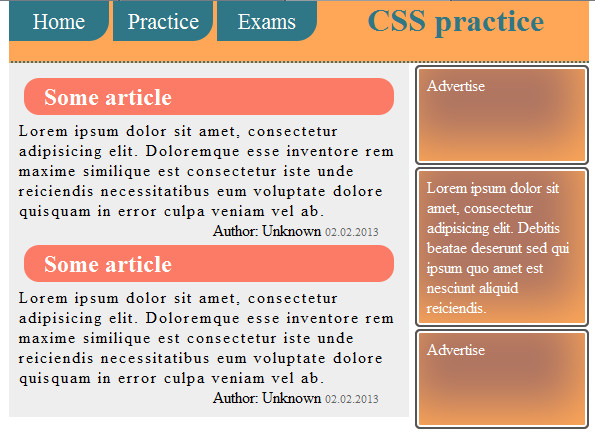 Home Practice Exams CSS practice
Some article
Lorem ipsum dolor sit amet, consectetur
adipisicing elit. Doloremque esse inventore rem
maxime similique est consectetur iste unde
reiciendis necessitatibus eum voluptate dolore
quisquam in error culpa veniam vel ab.
Author: Unknown 02.02.2013
Some article
Lorem ipsum dolor sit amet, consectetur
adipisicing elit. Doloremque esse inventore rem
maxime similique est consectetur iste unde
reiciendis necessitatibus eum voluptate dolore
quisquam in error culpa veniam vel ab.
Author: Unknown 02.02.2013
Advertise
Lorem ipsum dolor sit
amet, consectetur
adipisicing elit. Debitis
beatae deserunt sed qui
ipsum quo amet est
nesciunt aliquid
reiciendis.
Advertise